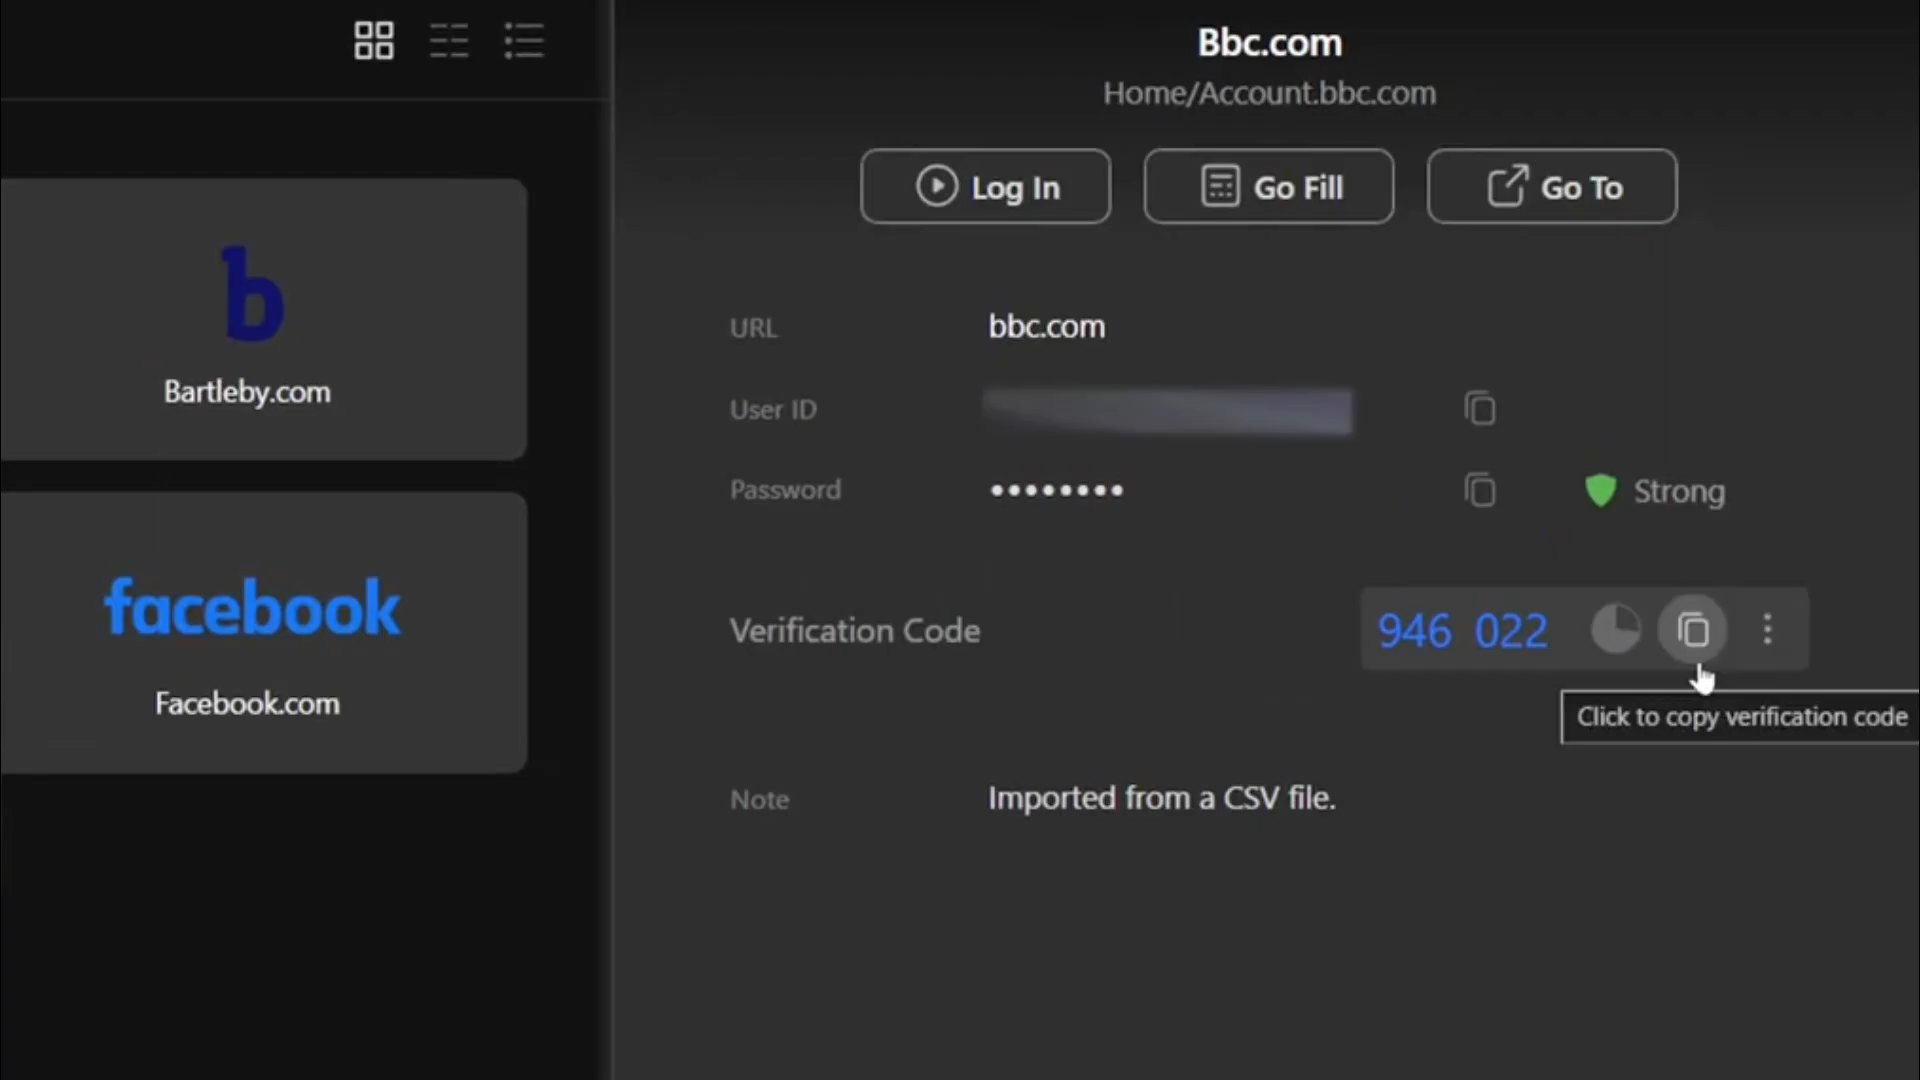 Bbc.com
Home/Account.bbc.com
Log In
Go Fill
Go To
b
Bartleby.com
facebook
Facebook.com
URL
bbc.com
User ID
Password
Strong
Verification Code
946 022
Click to copy verification code
Note
Imported from a CSV file.